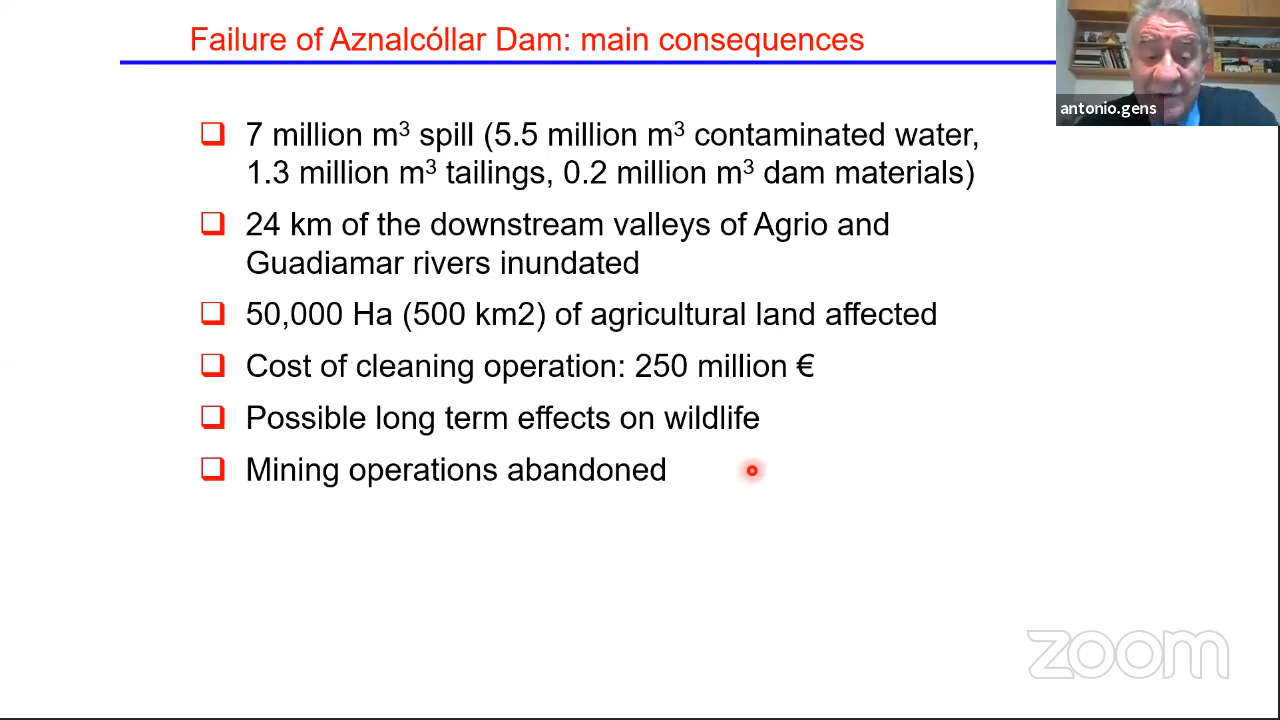 Failure of Aznalcóllar Dam: main consequences
antonio.gens
7 million m³ spill (5.5 million m³ contaminated water,
1.3 million m³ tailings, 0.2 million m³ dam materials)
24 km of the downstream valleys of Agrio and
Guadiamar rivers inundated
50,000 Ha (500 km2) of agricultural land affected
Cost of cleaning operation: 250 million €
Possible long term effects on wildlife
Mining operations abandoned
zoom